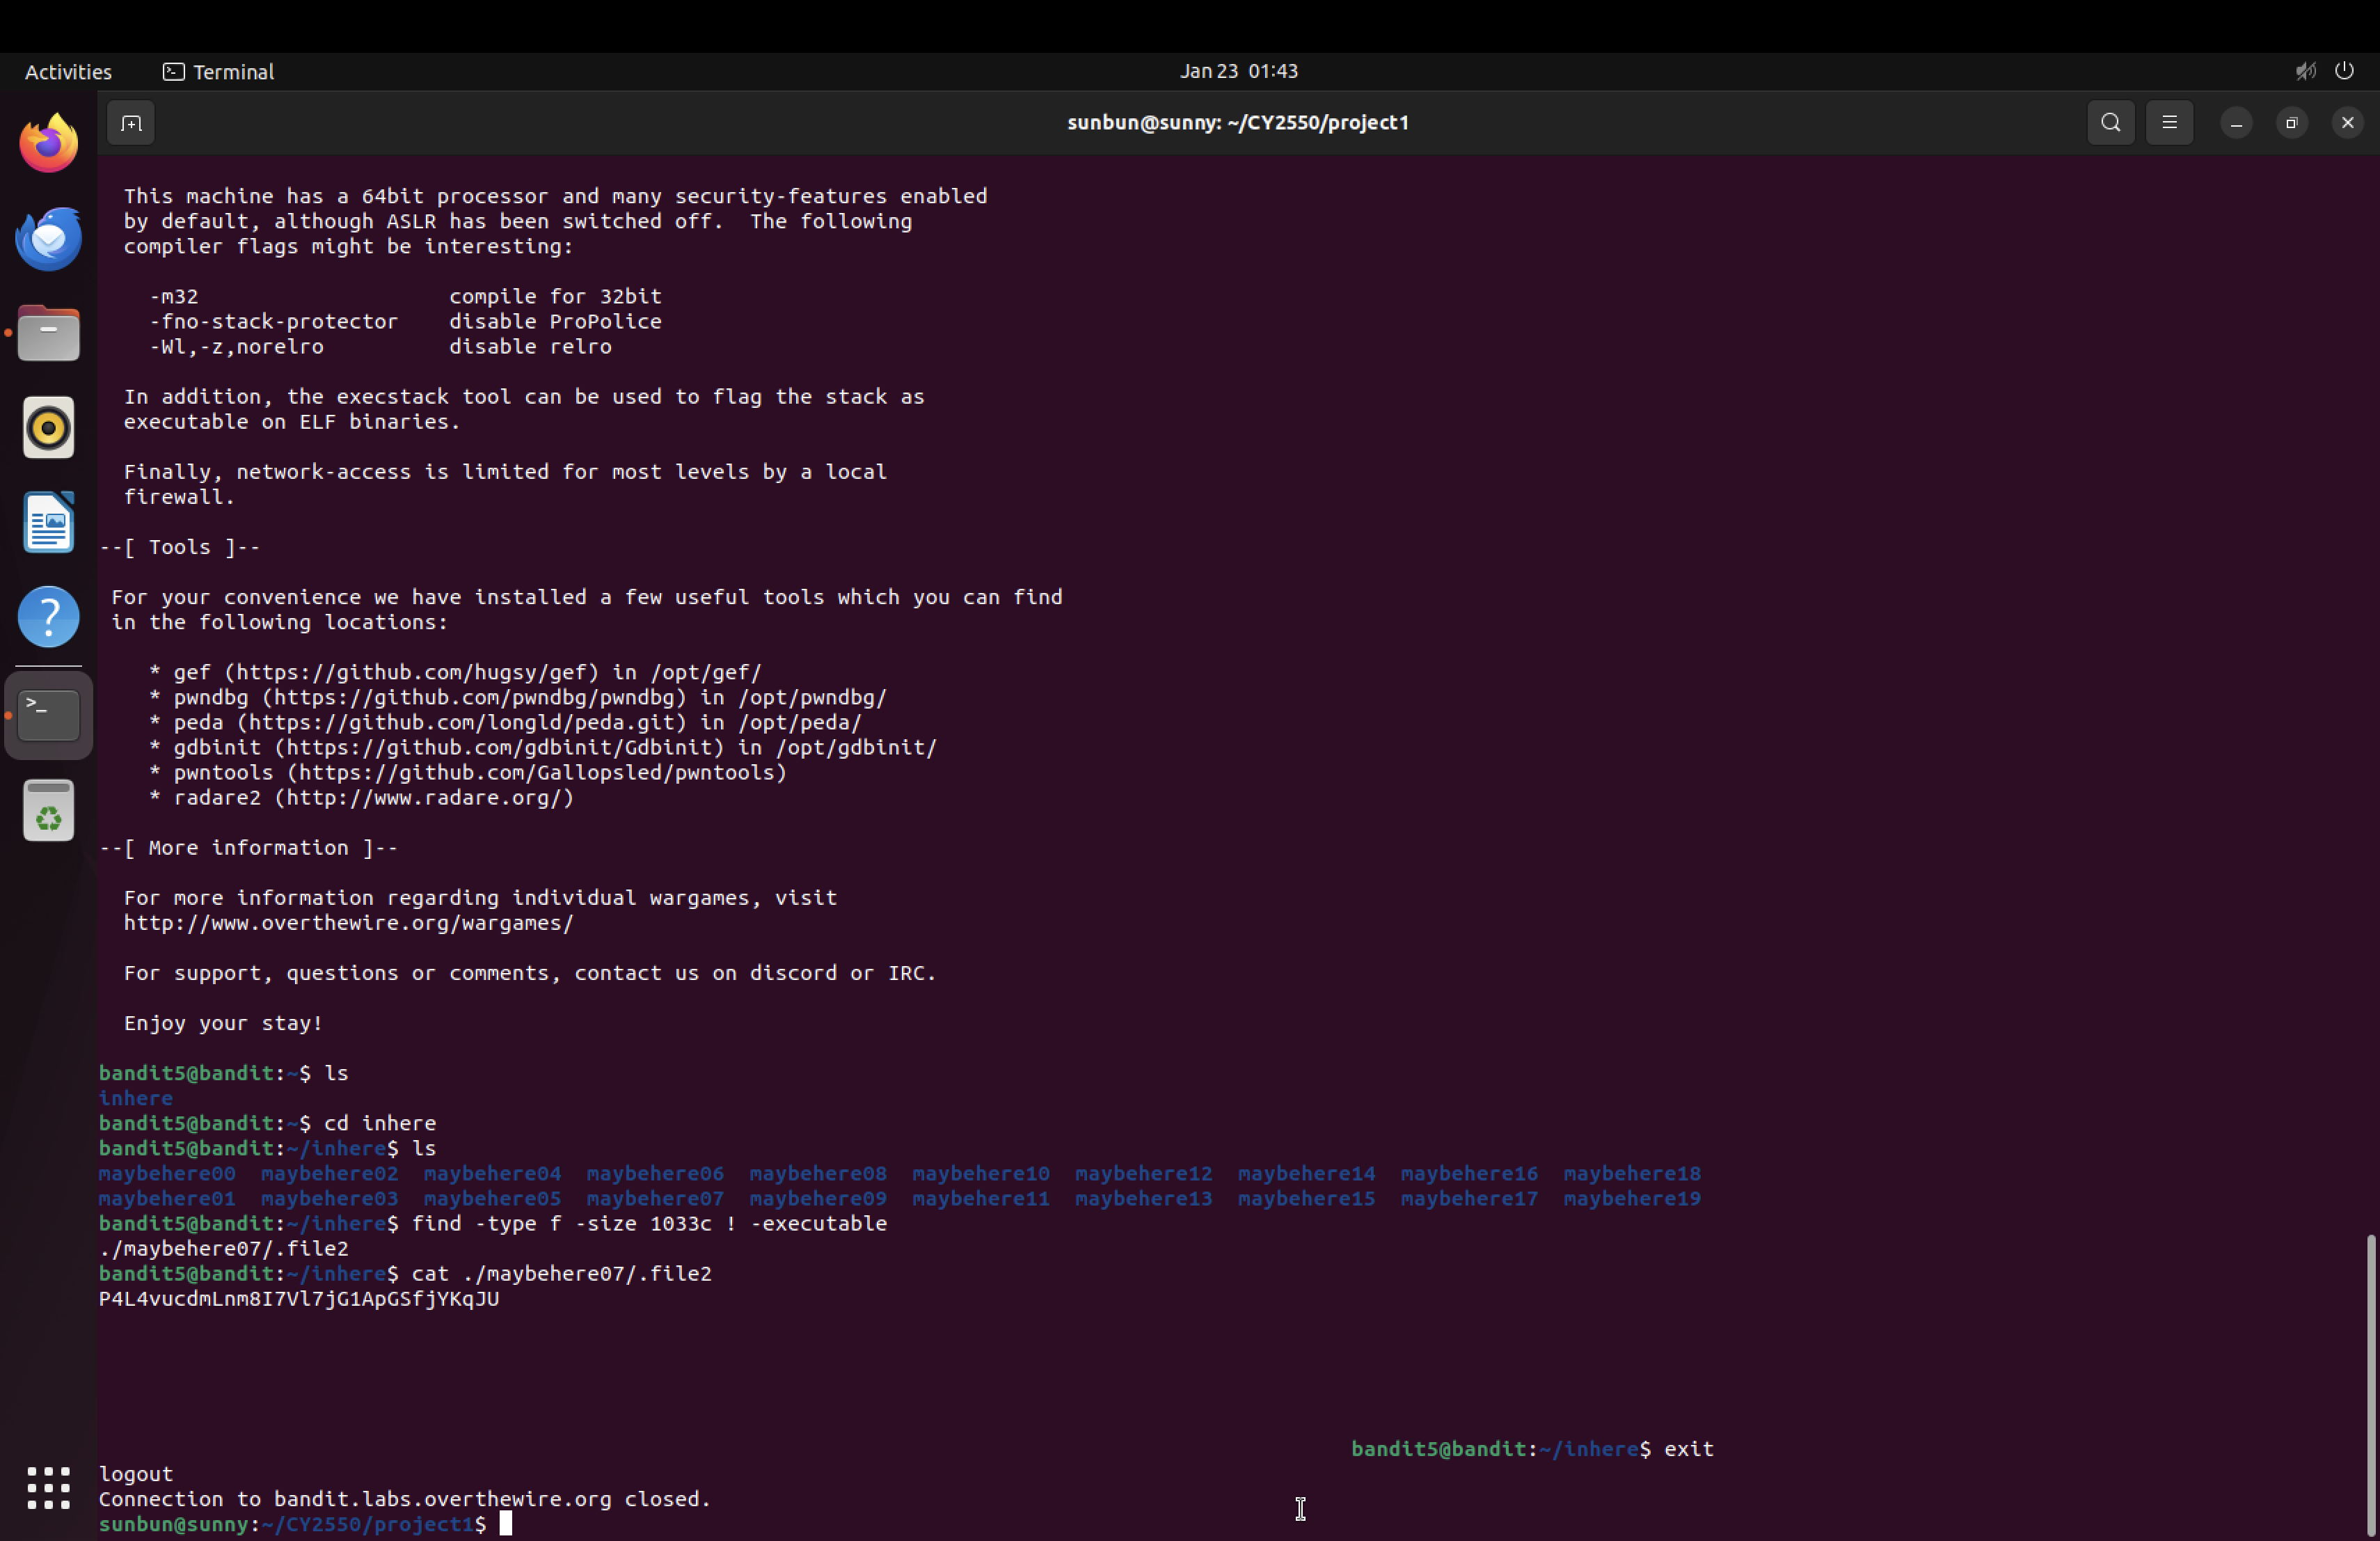 Activities Terminal Jan 23 01:43
sunbun@sunny: ~/CY2550/project1
This machine has a 64bit processor and many security-features enabled
by default, although ASLR has been switched off. The following
compiler flags might be interesting:
-m32 compile for 32bit
-fno-stack-protector disable ProPolice
-Wl,-z,norelro disable relro
In addition, the execstack tool can be used to flag the stack as
executable on ELF binaries.
Finally, network-access is limited for most levels by a local
firewall.
--[ Tools ]--
For your convenience we have installed a few useful tools which you can find
in the following locations:
* gef (https://github.com/hugsy/gef) in /opt/gef/
* pwndbg (https://github.com/pwndbg/pwndbg) in /opt/pwndbg/
* peda (https://github.com/longld/peda.git) in /opt/peda/
* gdbinit (https://github.com/gdbinit/Gdbinit) in /opt/gdbinit/
* pwntools (https://github.com/Gallopsled/pwntools)
* radare2 (http://www.radare.org/)
--[ More information ]--
For more information regarding individual wargames, visit
http://www.overthewire.org/wargames/
For support, questions or comments, contact us on discord or IRC.
Enjoy your stay!
bandit5@bandit:~$ ls
inhere
bandit5@bandit:~$ cd inhere
bandit5@bandit:~/inhere$ ls
maybehere00 maybehere02 maybehere04 maybehere06 maybehere08 maybehere10 maybehere12 maybehere14 maybehere16 maybehere18
maybehere01 maybehere03 maybehere05 maybehere07 maybehere09 maybehere11 maybehere13 maybehere15 maybehere17 maybehere19
bandit5@bandit:~/inhere$ find -type f -size 1033c ! -executable
./maybehere07/.file2
bandit5@bandit:~/inhere$ cat ./maybehere07/.file2
P4L4vucdmLnm8I7Vl7jG1ApGSfjYKqJU
bandit5@bandit:~/inhere$ exit
logout
Connection to bandit.labs.overthewire.org closed.
sunbun@sunny:~/CY2550/project1$